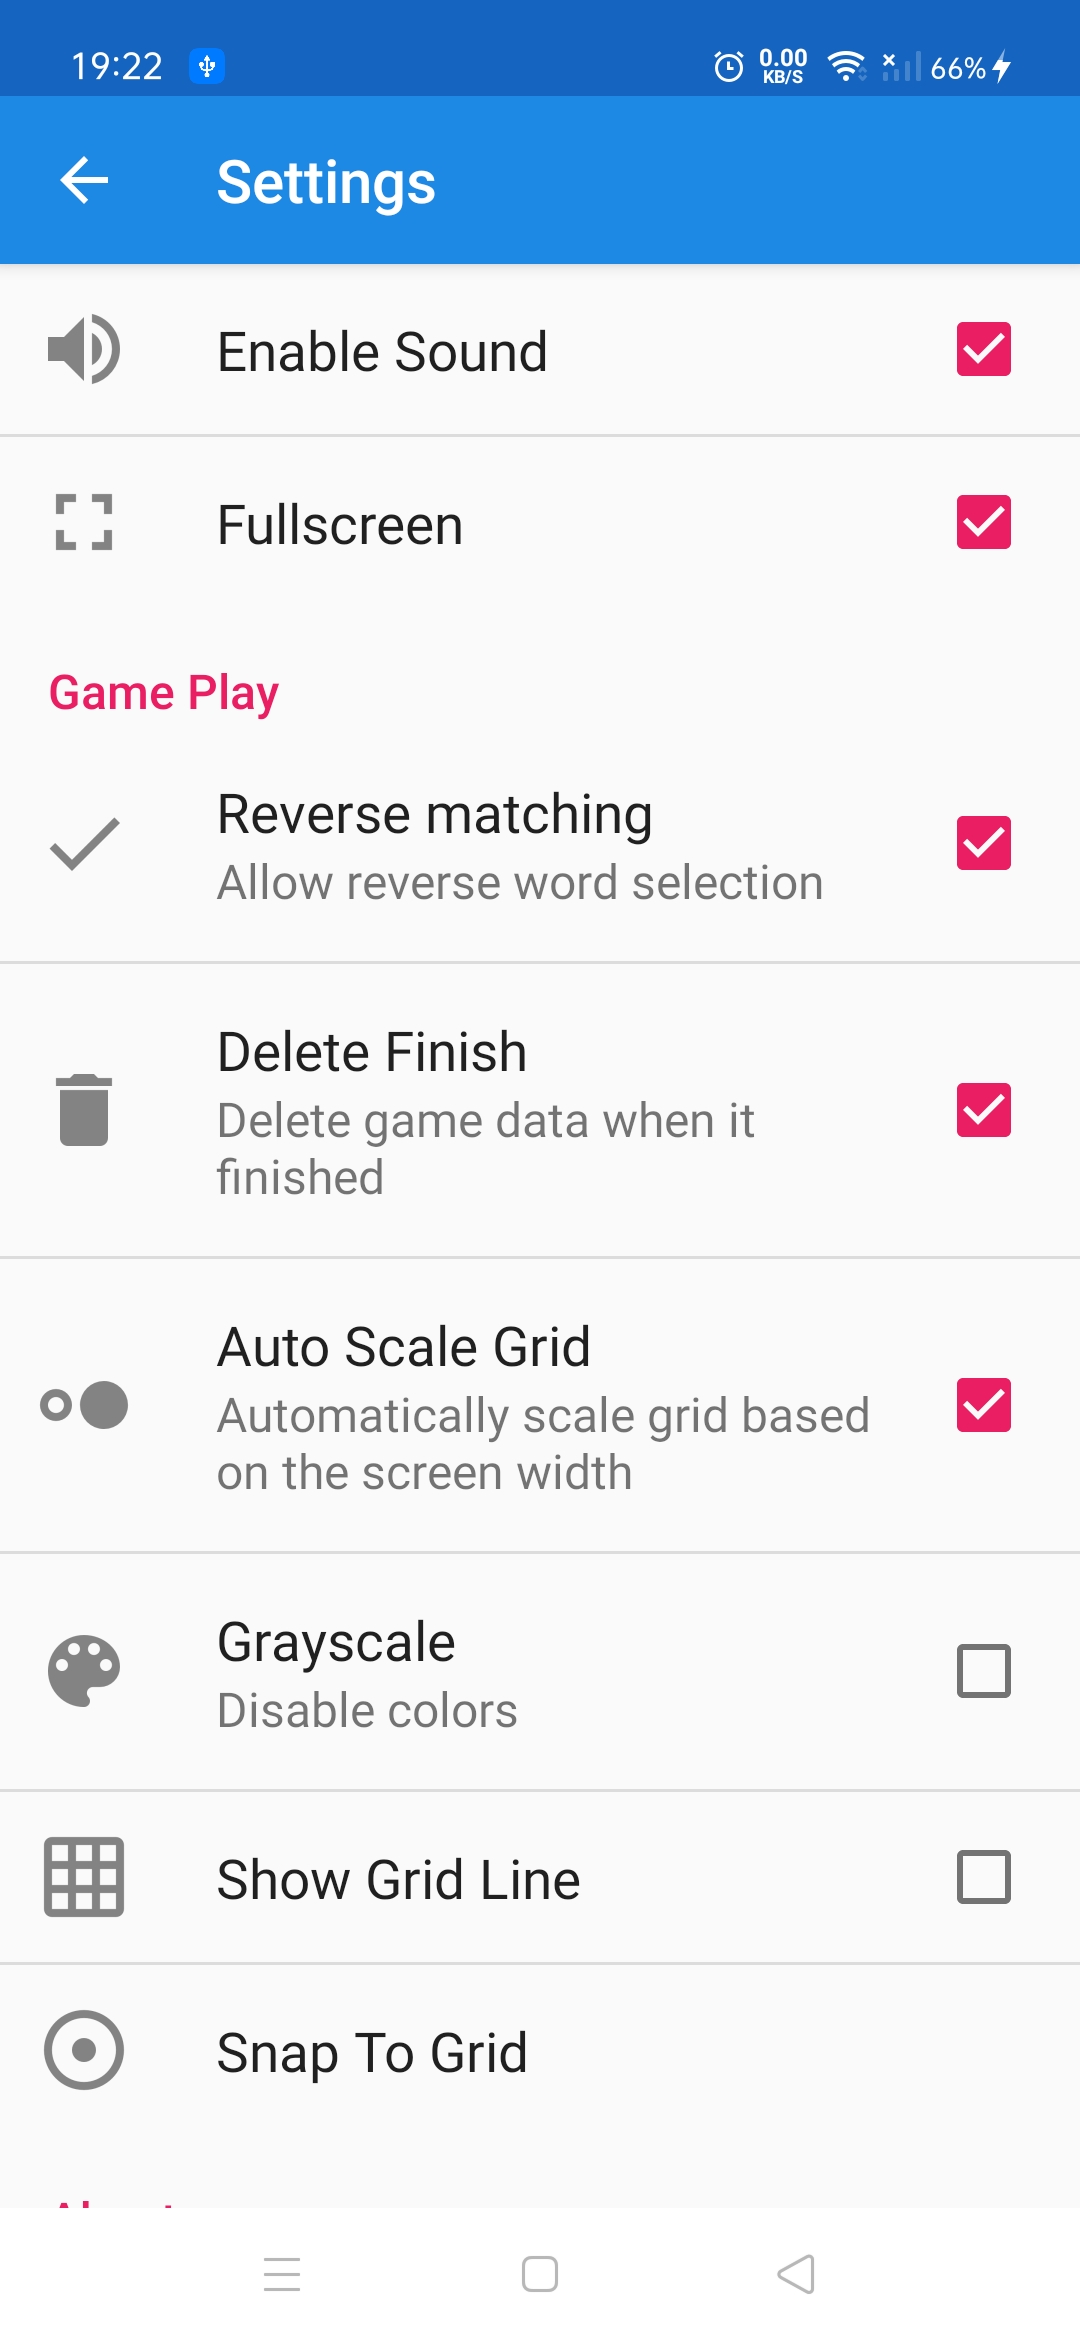 19:22
0.00
KB/S
66%
Settings
Enable Sound
Fullscreen
Game Play
Reverse matching
Allow reverse word selection
Delete Finish
Delete game data when it
finished
Auto Scale Grid
Automatically scale grid based
on the screen width
Grayscale
Disable colors
Show Grid Line
Snap To Grid